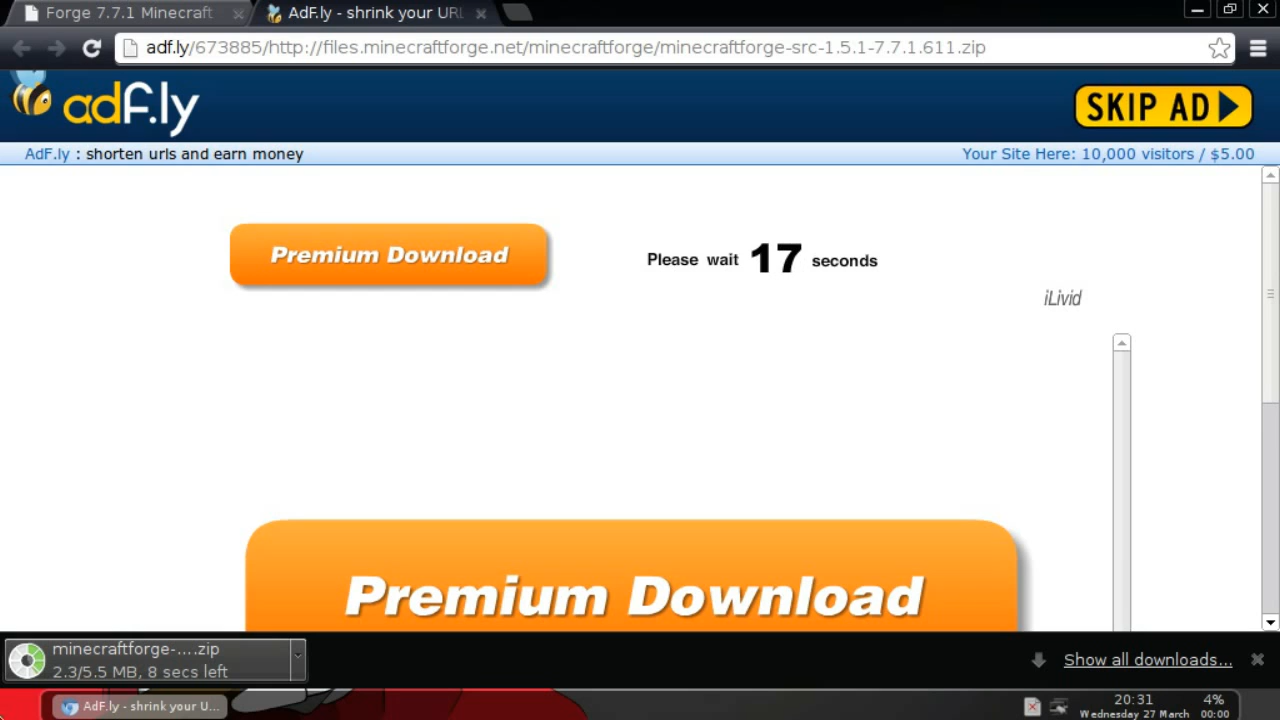 Forge 7.7.1 Minecraft
AdF.ly - shrink your URL
adf.ly/673885/http://files.minecraftforge.net/minecraftforge/minecraftforge-src-1.5.1-7.7.1.611.zip
adf.ly
SKIP AD
AdF.ly : shorten urls and earn money
Your Site Here: 10,000 visitors / $5.00
Premium Download
Please wait 17 seconds
iLivid
Premium Download
minecraftforge-....zip
2.3/5.5 MB, 8 secs left
Show all downloads...
AdF.ly - shrink your U...
20:31
Wednesday 27 March
4%
00:00